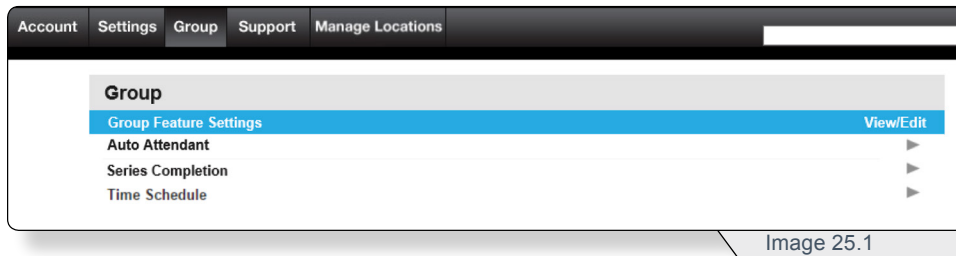 Account Settings Group Support Manage Locations
Group
Group Feature Settings View/Edit
Auto Attendant
Series Completion
Time Schedule
Image 25.1